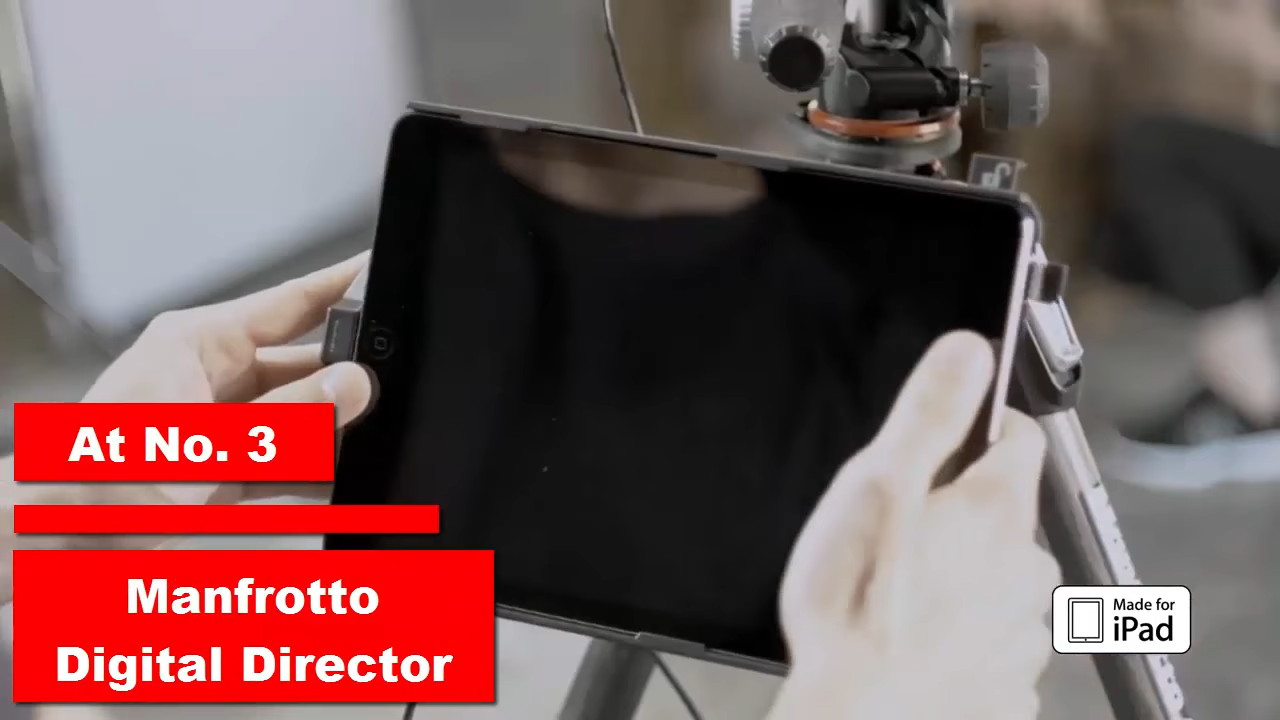 At No. 3
Manfrotto
Digital Director
Made for
iPad